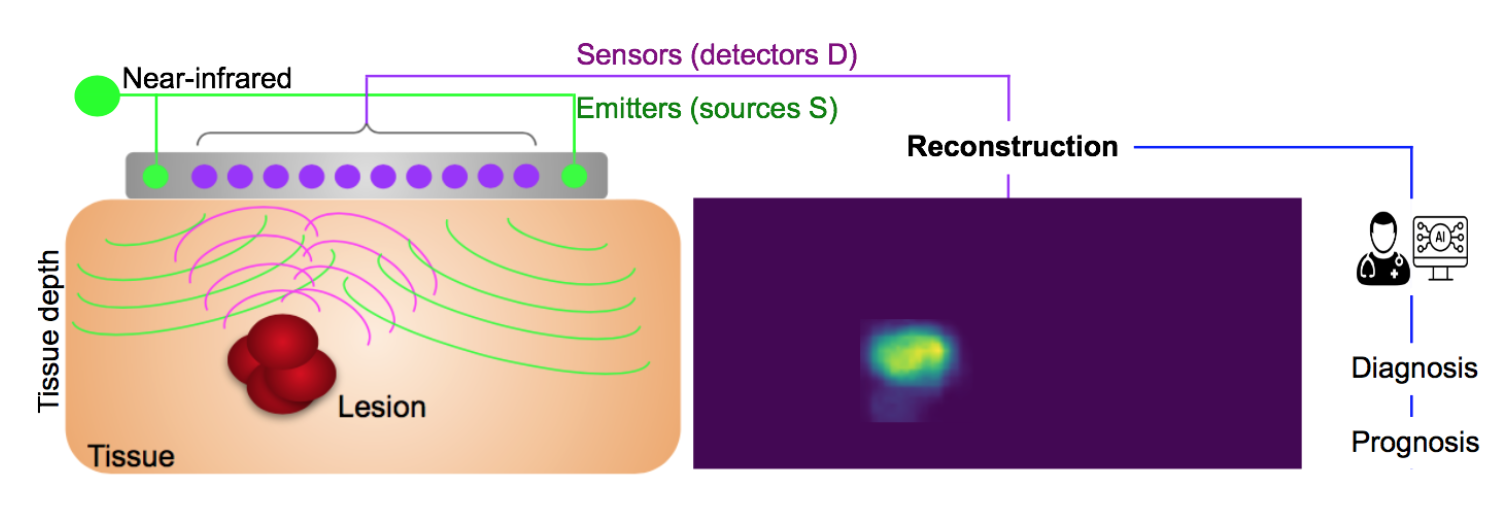 Sensors (detectors D)
Near-infrared
Emitters (sources S)
Reconstruction
AI
Tissue depth
Lesion
Tissue
Diagnosis
Prognosis